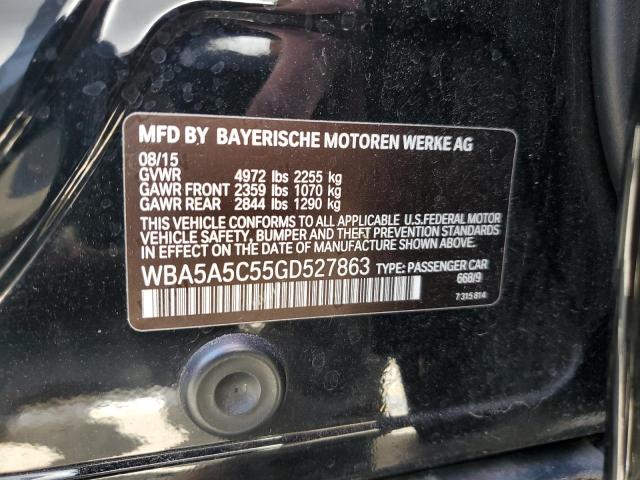 MFD BY BAYERISCHE MOTOREN WERKE AG
08/15
GVWR 4972 lbs 2255 kg
GAWR FRONT 2359 lbs 1070 kg
GAWR REAR 2844 lbs 1290 kg
THIS VEHICLE CONFORMS TO ALL APPLICABLE U.S.FEDERAL MOTOR
VEHICLE SAFETY, BUMPER, AND THEFT PREVENTION STANDARDS
IN EFFECT ON THE DATE OF MANUFACTURE SHOWN ABOVE.
WBA5A5C55GD527863 TYPE: PASSENGER CAR
668/9
7 315 814